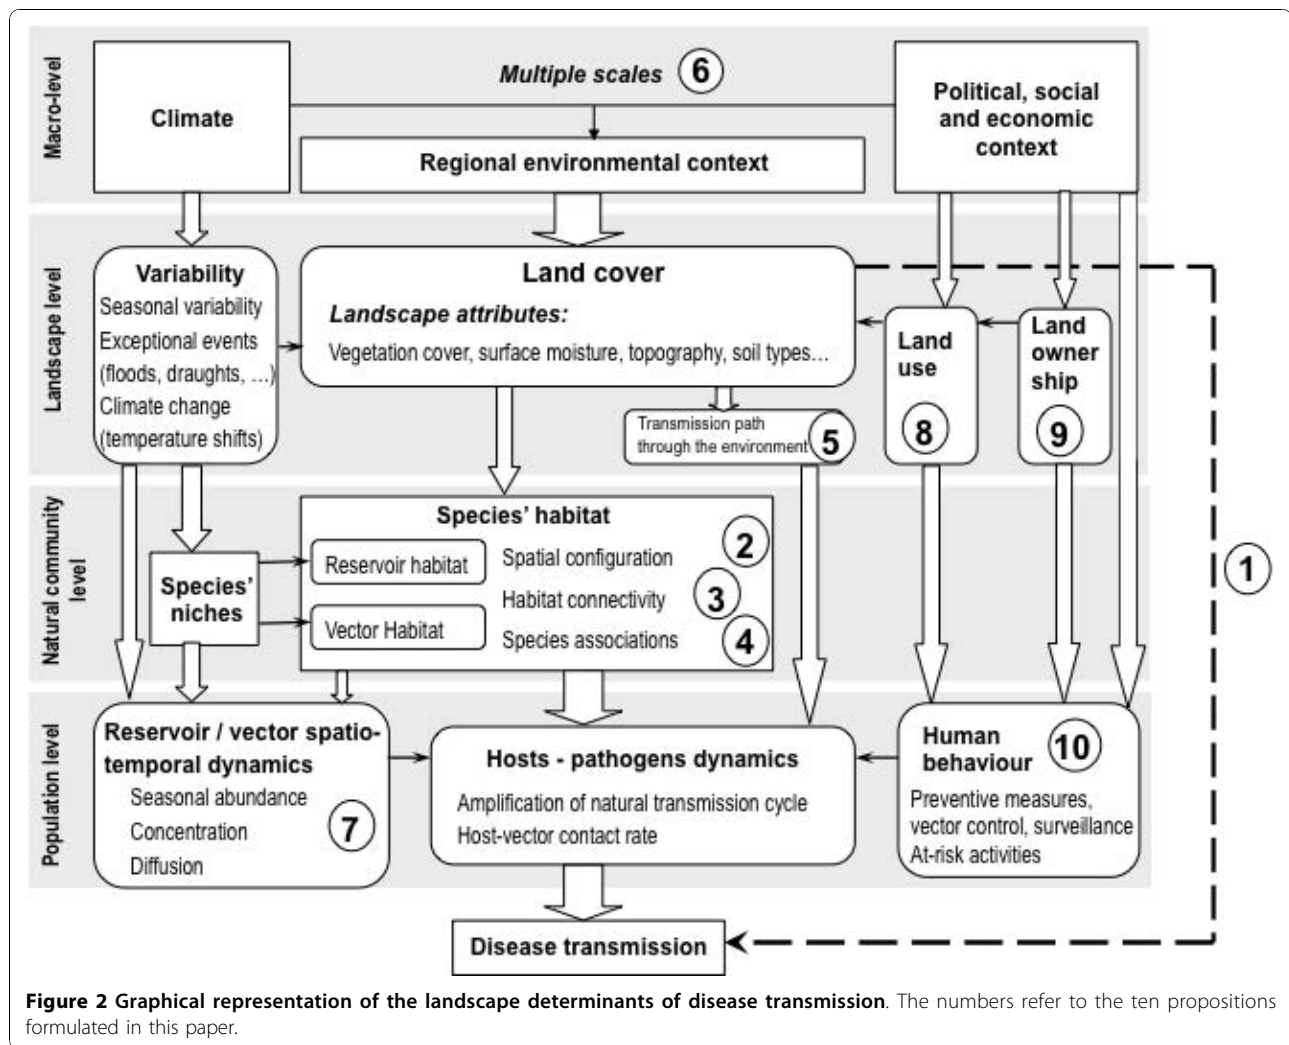 Macro-level
Climate
Multiple scales 6
Regional environmental context
Political, social
and economic
context
Landscape level
Variability
Seasonal variability
Exceptional events
(floods, draughts, ...)
Climate change
(temperature shifts)
Land cover
Landscape attributes:
Vegetation cover, surface moisture, topography, soil types...
Transmission path
through the environment 5
Land
use
8
Land
owner
ship
9
1
Natural community
level
Species'
niches
Species' habitat
Reservoir habitat
Vector Habitat
Spatial configuration 2
Habitat connectivity 3
Species associations 4
Population level
Reservoir / vector spatio-
temporal dynamics
Seasonal abundance
Concentration
Diffusion
7
Hosts - pathogens dynamics
Amplification of natural transmission cycle
Host-vector contact rate
Human
behaviour
10
Preventive measures,
vector control, surveillance
At-risk activities
Disease transmission
Figure 2 Graphical representation of the landscape determinants of disease transmission. The numbers refer to the ten propositions
formulated in this paper.